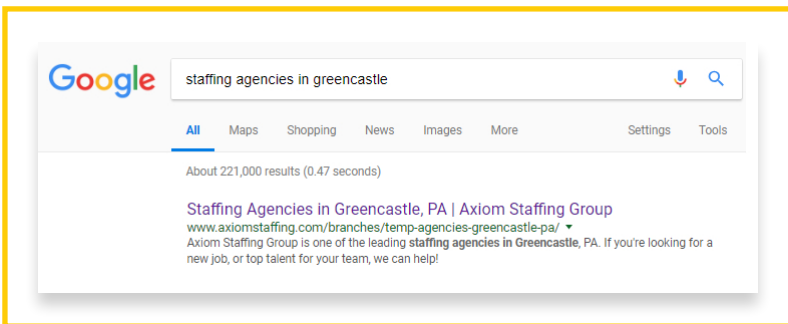 Google
staffing agencies in greencastle
All Maps Shopping News Images More Settings Tools
About 221,000 results (0.47 seconds)
Staffing Agencies in Greencastle, PA | Axiom Staffing Group
www.axiomstaffing.com/branches/temp-agencies-greencastle-pa/
Axiom Staffing Group is one of the leading staffing agencies in Greencastle, PA. If you're looking for a
new job, or top talent for your team, we can help!